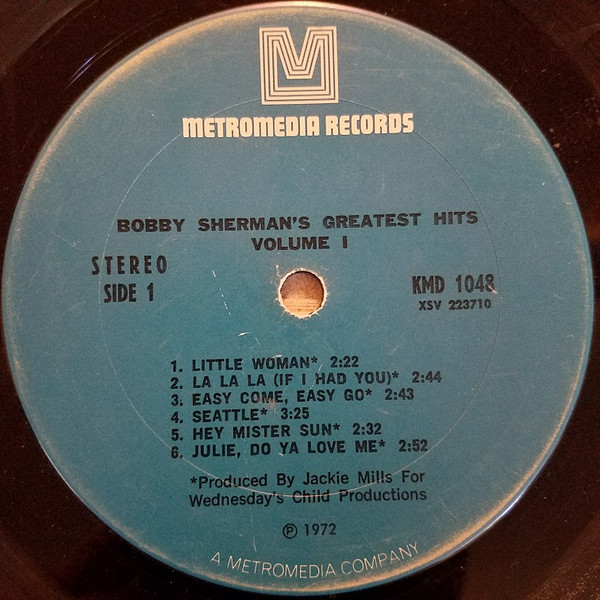 METROMEDIA RECORDS
BOBBY SHERMAN'S GREATEST HITS
VOLUME I
STEREO
SIDE 1
KMD 1048
XSV 223710
1. LITTLE WOMAN* 2:22
2. LA LA LA (IF I HAD YOU)* 2:44
3. EASY COME, EASY GO* 2:43
4. SEATTLE* 3:25
5. HEY MISTER SUN* 2:32
6. JULIE, DO YA LOVE ME* 2:52
*Produced By Jackie Mills For
Wednesday's Child Productions
℗ 1972
A METROMEDIA COMPANY